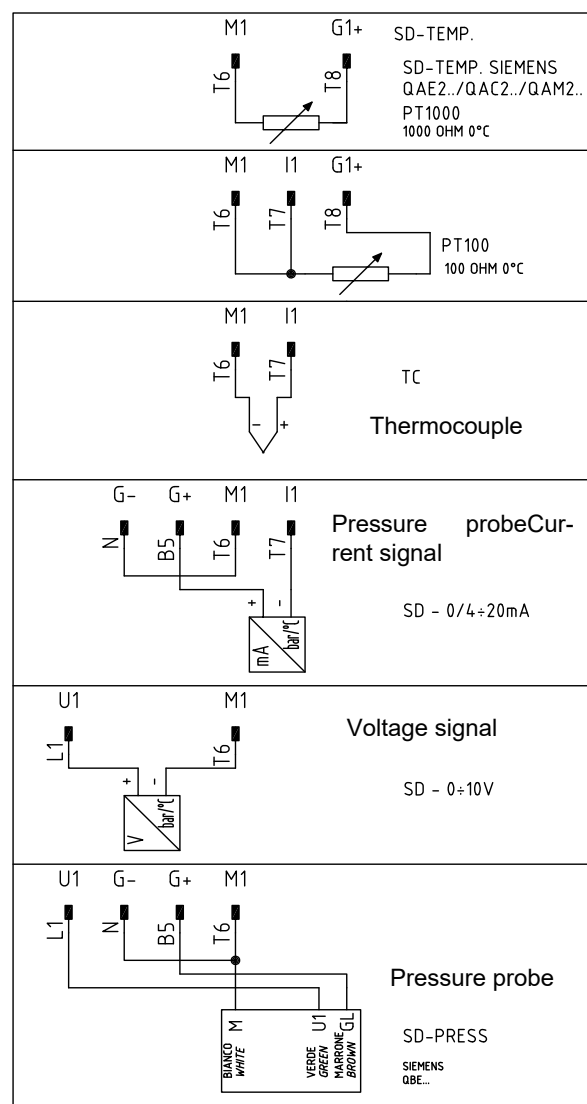 M1 G1+ SD-TEMP.
T6 T8 SD-TEMP. SIEMENS
QAE2../QAC2../QAM2..
PT1000
1000 OHM 0°C
M1 I1 G1+
T6 T7 T8
PT100
100 OHM 0°C
M1 I1
T6 T7 TC
- +
Thermocouple
G- G+ M1 I1
N B5 T6 T7
Pressure probeCur-
rent signal
+ -
SD - 0/4÷20mA
mA bar/°C
U1 M1
Voltage signal
L1 T6
+ -
SD - 0÷10V
V bar/°C
U1 G- G+ M1
L1 N B5 T6
Pressure probe
M U1 GL
BIANCO VERDE MARRONE
WHITE GREEN BROWN
SD-PRESS
SIEMENS
QBE...